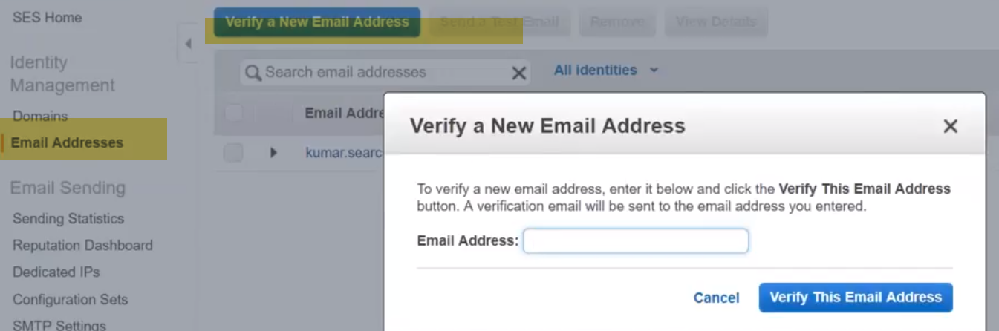 SES Home
Identity
Management
Domains
Email Addresses
Email Sending
Sending Statistics
Reputation Dashboard
Dedicated IPs
Configuration Sets
SMTP Settings
Verify a New Email Address
Send a Test Email
Remove
View Details
Search email addresses
All identities
Email Addre
kumar.searc
Verify a New Email Address
To verify a new email address, enter it below and click the Verify This Email Address
button. A verification email will be sent to the email address you entered.
Email Address:
Cancel
Verify This Email Address